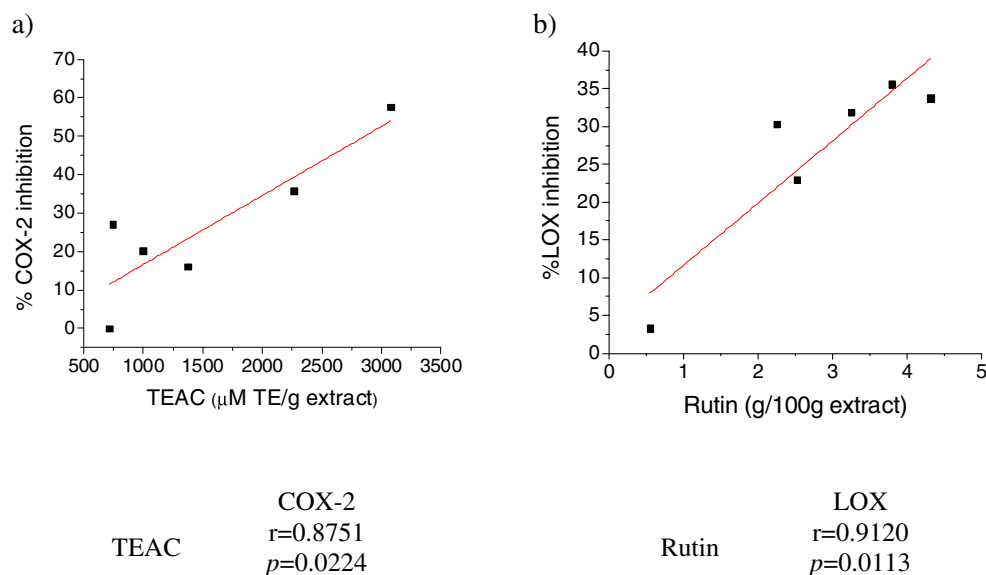 a)
70
60
50
40
30
20
10
0
% COX-2 inhibition
500 1000 1500 2000 2500 3000 3500
TEAC (μM TE/g extract)
b)
40
35
30
25
20
15
10
5
0
%LOX inhibition
0 1 2 3 4 5
Rutin (g/100g extract)
COX-2
TEAC r=0.8751
p=0.0224
LOX
Rutin r=0.9120
p=0.0113